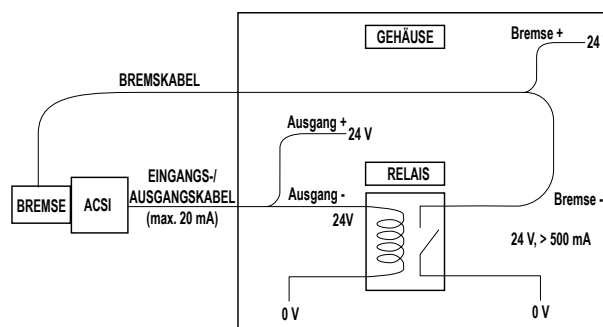 GEHÄUSE
Bremse +
24
BREMSKABEL
Ausgang +
24 V
EINGANGS-/
AUSGANGSKABEL
(max. 20 mA)
BREMSE
ACSI
Ausgang -
24V
RELAIS
Bremse -
24 V, > 500 mA
0 V
0 V